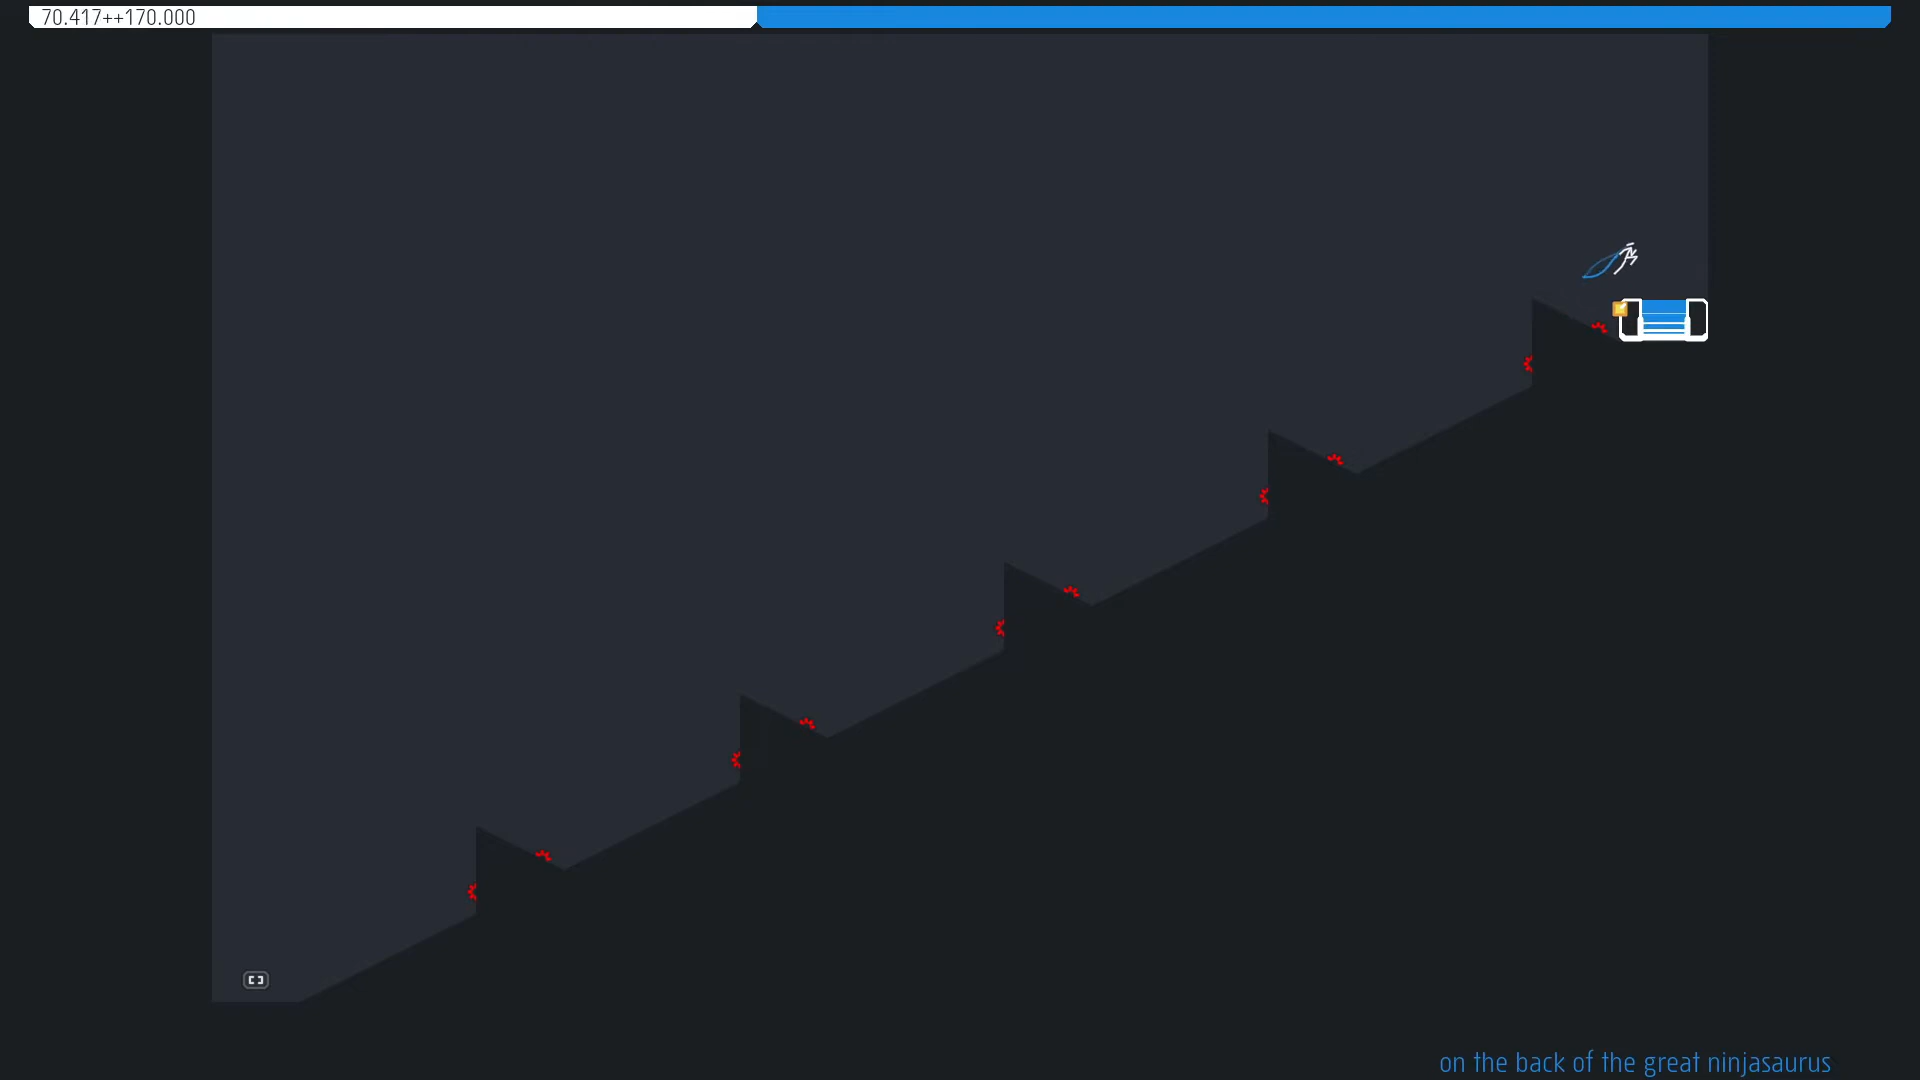 70.417++170.000
on the back of the great ninjasaurus